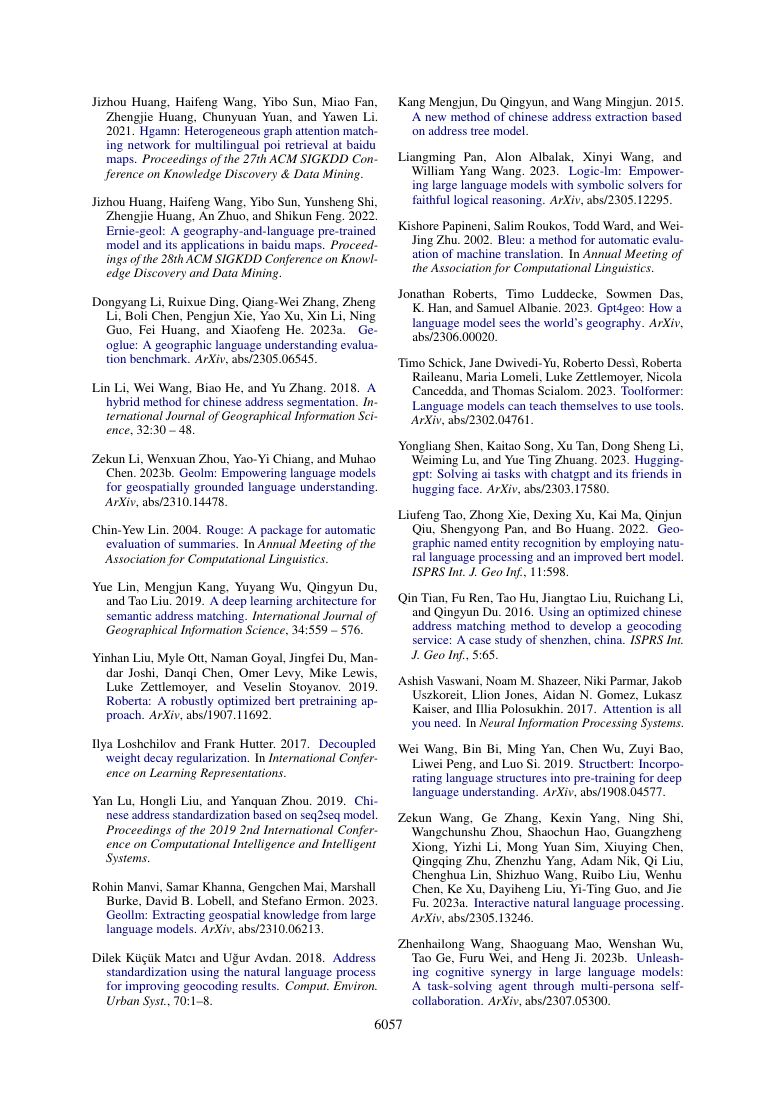 Jizhou Huang, Haifeng Wang, Yibo Sun, Miao Fan,
Zhengjie Huang, Chunyuan Yuan, and Yawen Li.
2021. Hgamn: Heterogeneous graph attention match-
ing network for multilingual poi retrieval at baidu
maps. Proceedings of the 27th ACM SIGKDD Con-
ference on Knowledge Discovery & Data Mining.
Jizhou Huang, Haifeng Wang, Yibo Sun, Yunsheng Shi,
Zhengjie Huang, An Zhuo, and Shikun Feng. 2022.
Ernie-geol: A geography-and-language pre-trained
model and its applications in baidu maps. Proceed-
ings of the 28th ACM SIGKDD Conference on Knowl-
edge Discovery and Data Mining.
Dongyang Li, Ruixue Ding, Qiang-Wei Zhang, Zheng
Li, Boli Chen, Pengjun Xie, Yao Xu, Xin Li, Ning
Guo, Fei Huang, and Xiaofeng He. 2023a. Ge-
oglue: A geographic language understanding evalua-
tion benchmark. ArXiv, abs/2305.06545.
Lin Li, Wei Wang, Biao He, and Yu Zhang. 2018. A
hybrid method for chinese address segmentation. In-
ternational Journal of Geographical Information Sci-
ence, 32:30 – 48.
Zekun Li, Wenxuan Zhou, Yao-Yi Chiang, and Muhao
Chen. 2023b. Geolm: Empowering language models
for geospatially grounded language understanding.
ArXiv, abs/2310.14478.
Chin-Yew Lin. 2004. Rouge: A package for automatic
evaluation of summaries. In Annual Meeting of the
Association for Computational Linguistics.
Yue Lin, Mengjun Kang, Yuyang Wu, Qingyun Du,
and Tao Liu. 2019. A deep learning architecture for
semantic address matching. International Journal of
Geographical Information Science, 34:559 – 576.
Yinhan Liu, Myle Ott, Naman Goyal, Jingfei Du, Man-
dar Joshi, Danqi Chen, Omer Levy, Mike Lewis,
Luke Zettlemoyer, and Veselin Stoyanov. 2019.
Roberta: A robustly optimized bert pretraining ap-
proach. ArXiv, abs/1907.11692.
Ilya Loshchilov and Frank Hutter. 2017. Decoupled
weight decay regularization. In International Confer-
ence on Learning Representations.
Yan Lu, Hongli Liu, and Yanquan Zhou. 2019. Chi-
nese address standardization based on seq2seq model.
Proceedings of the 2019 2nd International Confer-
ence on Computational Intelligence and Intelligent
Systems.
Rohin Manvi, Samar Khanna, Gengchen Mai, Marshall
Burke, David B. Lobell, and Stefano Ermon. 2023.
Geollm: Extracting geospatial knowledge from large
language models. ArXiv, abs/2310.06213.
Dilek Küçük Matcı and Uğur Avdan. 2018. Address
standardization using the natural language process
for improving geocoding results. Comput. Environ.
Urban Syst., 70:1–8.
Kang Mengjun, Du Qingyun, and Wang Mingjun. 2015.
A new method of chinese address extraction based
on address tree model.
Liangming Pan, Alon Albalak, Xinyi Wang, and
William Yang Wang. 2023. Logic-lm: Empower-
ing large language models with symbolic solvers for
faithful logical reasoning. ArXiv, abs/2305.12295.
Kishore Papineni, Salim Roukos, Todd Ward, and Wei-
Jing Zhu. 2002. Bleu: a method for automatic evalu-
ation of machine translation. In Annual Meeting of
the Association for Computational Linguistics.
Jonathan Roberts, Timo Luddecke, Sowmen Das,
K. Han, and Samuel Albanie. 2023. Gpt4geo: How a
language model sees the world's geography. ArXiv,
abs/2306.00020.
Timo Schick, Jane Dwivedi-Yu, Roberto Dessì, Roberta
Raileanu, Maria Lomeli, Luke Zettlemoyer, Nicola
Cancedda, and Thomas Scialom. 2023. Toolformer:
Language models can teach themselves to use tools.
ArXiv, abs/2302.04761.
Yongliang Shen, Kaitao Song, Xu Tan, Dong Sheng Li,
Weiming Lu, and Yue Ting Zhuang. 2023. Hugging-
gpt: Solving ai tasks with chatgpt and its friends in
hugging face. ArXiv, abs/2303.17580.
Liufeng Tao, Zhong Xie, Dexing Xu, Kai Ma, Qinjun
Qiu, Shengyong Pan, and Bo Huang. 2022. Geo-
graphic named entity recognition by employing natu-
ral language processing and an improved bert model.
ISPRS Int. J. Geo Inf., 11:598.
Qin Tian, Fu Ren, Tao Hu, Jiangtao Liu, Ruichang Li,
and Qingyun Du. 2016. Using an optimized chinese
address matching method to develop a geocoding
service: A case study of shenzhen, china. ISPRS Int.
J. Geo Inf., 5:65.
Ashish Vaswani, Noam M. Shazeer, Niki Parmar, Jakob
Uszkoreit, Llion Jones, Aidan N. Gomez, Lukasz
Kaiser, and Illia Polosukhin. 2017. Attention is all
you need. In Neural Information Processing Systems.
Wei Wang, Bin Bi, Ming Yan, Chen Wu, Zuyi Bao,
Liwei Peng, and Luo Si. 2019. Structbert: Incorpo-
rating language structures into pre-training for deep
language understanding. ArXiv, abs/1908.04577.
Zekun Wang, Ge Zhang, Kexin Yang, Ning Shi,
Wangchunshu Zhou, Shaochun Hao, Guangzheng
Xiong, Yizhi Li, Mong Yuan Sim, Xiuying Chen,
Qingqing Zhu, Zhenzhu Yang, Adam Nik, Qi Liu,
Chenghua Lin, Shizhuo Wang, Ruibo Liu, Wenhu
Chen, Ke Xu, Dayiheng Liu, Yi-Ting Guo, and Jie
Fu. 2023a. Interactive natural language processing.
ArXiv, abs/2305.13246.
Zhenhailong Wang, Shaoguang Mao, Wenshan Wu,
Tao Ge, Furu Wei, and Heng Ji. 2023b. Unleash-
ing cognitive synergy in large language models:
A task-solving agent through multi-persona self-
collaboration. ArXiv, abs/2307.05300.
6057